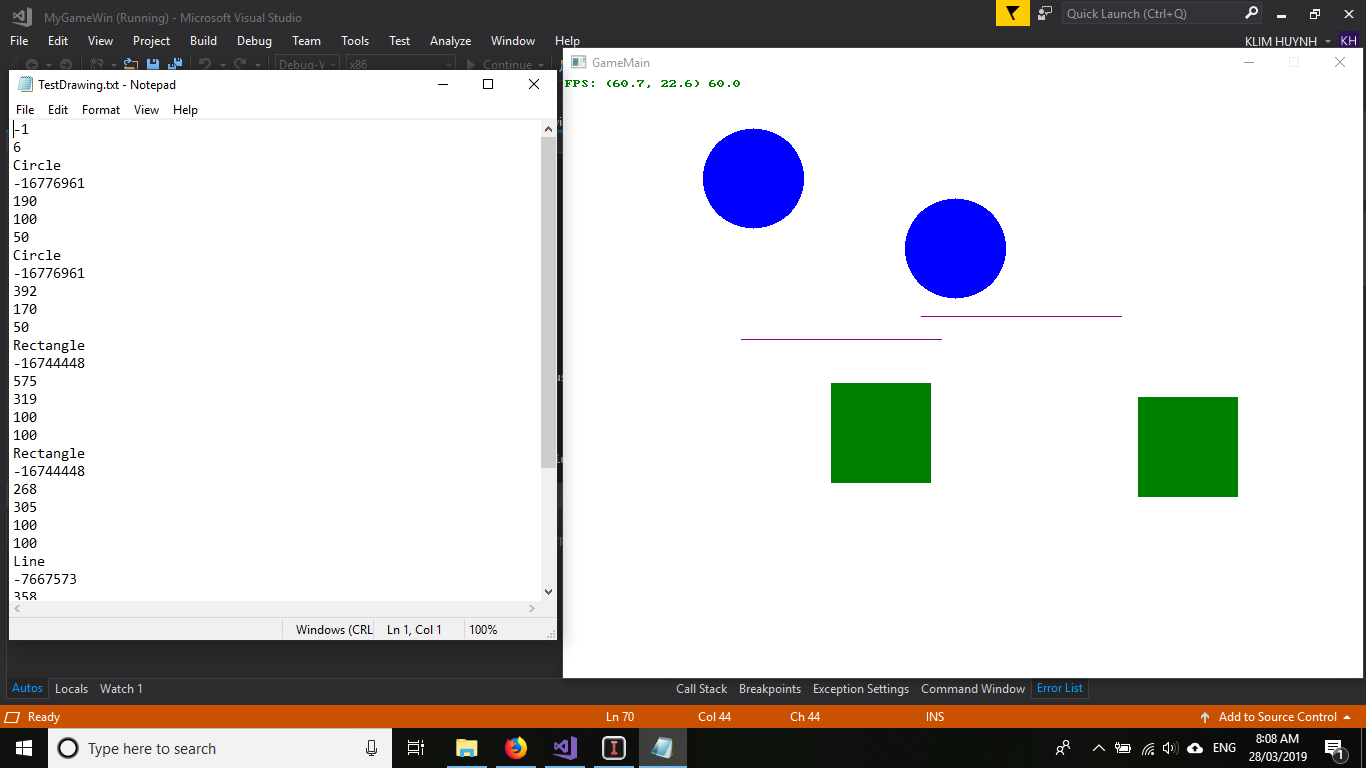 MyGameWin (Running) - Microsoft Visual Studio
Quick Launch (Ctrl+Q)
File Edit View Project Build Debug Team Tools Test Analyze Window Help
KLIM HUYNH KH
Debug x86 Continue
TestDrawing.txt - Notepad
File Edit Format View Help
-1
6
Circle
-16776961
190
100
50
Circle
-16776961
392
170
50
Rectangle
-16744448
575
319
100
100
Rectangle
-16744448
268
305
100
100
Line
-7667573
358
Windows (CRL Ln 1, Col 1 100%
GameMain
FPS: (60.7, 22.6) 60.0
Autos Locals Watch 1
Call Stack Breakpoints Exception Settings Command Window Error List
Ready Ln 70 Col 44 Ch 44 INS Add to Source Control
Type here to search
ENG
8:08 AM
28/03/2019
1